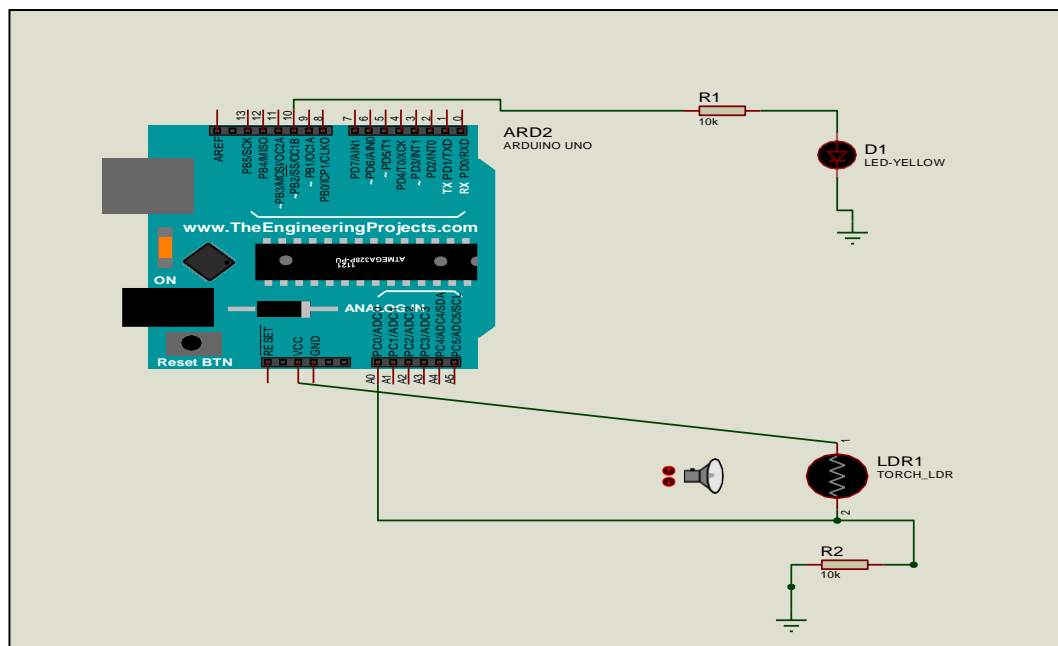 R1
10k
D1
LED-YELLOW
ARD2
ARDUINO UNO
AREF
13
12
11
10
9
8
7
6
5
4
3
2
1
0
PB5/SCK
PB4/MISO
~PB3/MOSI/OC2A
~PB2/SS/OC1B
~PB1/OC1A
PB0/ICP1/CLKO
PD7/AIN1
~PD6/AIN0
~PD5/T1
PD4/T0/XCK
~PD3/INT1
PD2/INT0
TX PD1/TXD
RX PD0/RXD
www.TheEngineeringProjects.com
ON
ATMEGA328P-PU
1121
ANALOG IN
Reset BTN
RESET
VCC
GND
PC0/ADC0
PC1/ADC1
PC2/ADC2
PC3/ADC3
PC4/ADC4/SDA
PC5/ADC5/SCL
A0
A1
A2
A3
A4
A5
1
LDR1
TORCH_LDR
2
R2
10k